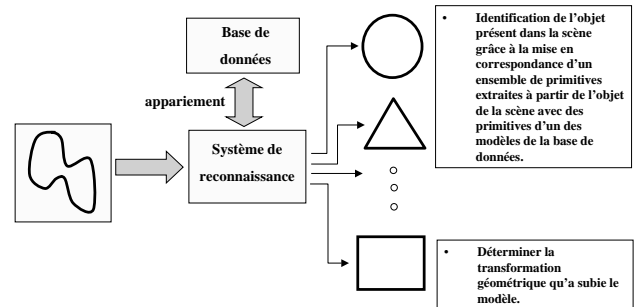 Base de
données
appariement
Système de
reconnaissance
• Identification de l'objet
présent dans la scène
grâce à la mise en
correspondance d'un
ensemble de primitives
extraites à partir de l'objet
de la scène avec des
primitives d'un des
modèles de la base de
données.
• Déterminer la
transformation
géométrique qu'a subie le
modèle.